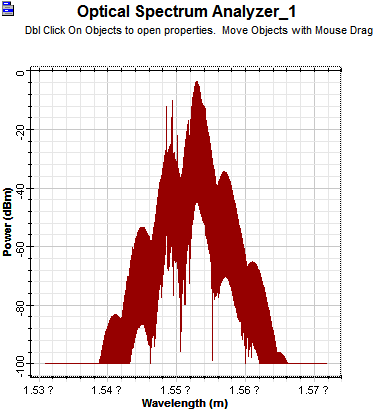 Optical Spectrum Analyzer_1
Dbl Click On Objects to open properties. Move Objects with Mouse Drag
0
-20
-40
-60
-80
-100
Power (dBm)
1.53 ? 1.54 ? 1.55 ? 1.56 ? 1.57 ?
Wavelength (m)